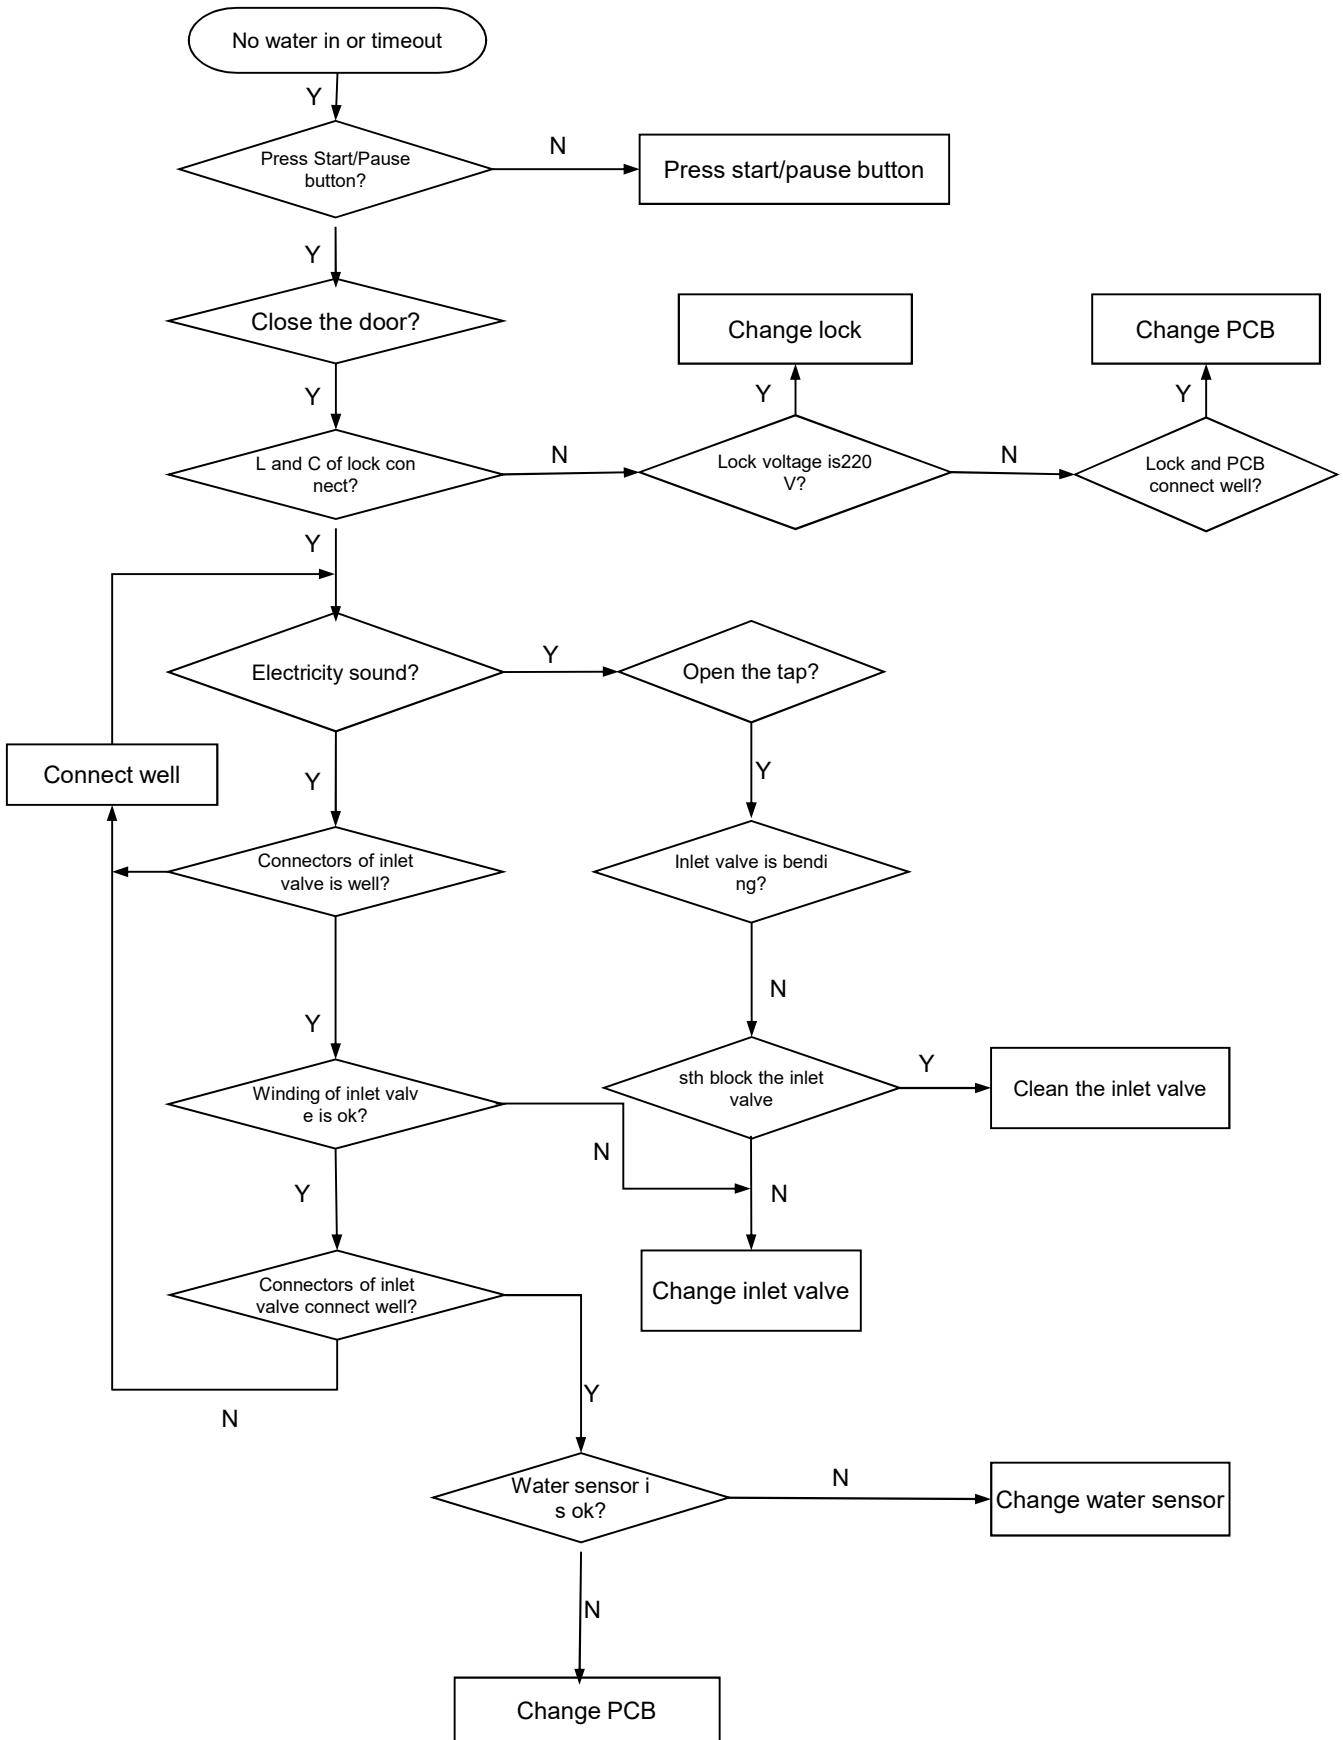 No water in or timeout
Y
Press Start/Pause
button?
N
Press start/pause button
Y
Close the door?
Change lock
Change PCB
Y
Y
Y
L and C of lock con
nect?
N
Lock voltage is220
V?
N
Lock and PCB
connect well?
Y
Electricity sound?
Y
Open the tap?
Connect well
Y
Y
Connectors of inlet
valve is well?
Inlet valve is bendi
ng?
N
Y
Winding of inlet valv
e is ok?
sth block the inlet
valve
Y
Clean the inlet valve
N
Y
N
Connectors of inlet
valve connect well?
Change inlet valve
Y
N
Water sensor i
s ok?
N
Change water sensor
N
Change PCB